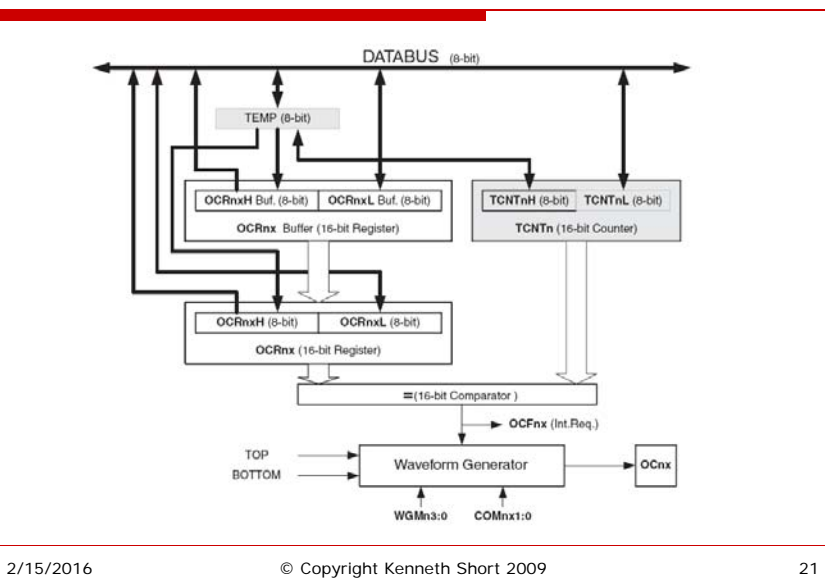 DATABUS (8-bit)
TEMP (8-bit)
OCRnxH Buf. (8-bit) OCRnxL Buf. (8-bit)
OCRnx Buffer (16-bit Register)
TCNTnH (8-bit) TCNTnL (8-bit)
TCNTn (16-bit Counter)
OCRnxH (8-bit) OCRnxL (8-bit)
OCRnx (16-bit Register)
= (16-bit Comparator )
OCFnx (Int.Req.)
TOP
BOTTOM
Waveform Generator
OCnx
WGMn3:0 COMnx1:0
2/15/2016 © Copyright Kenneth Short 2009 21